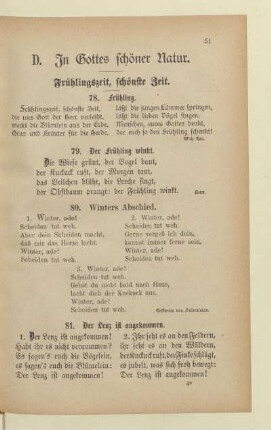 51
D. In Gottes schöner Natur.
Frühlingszeit, schönste Zeit.
78. Frühling.
Frühlingszeit, schönste Zeit,
die uns Gott der Herr verleiht,
weckt die Blümlein aus der Erde,
Gras und Kräuter für die Herde,
läßt die jungen Lämmer springen,
läßt die lieben Vögel singen.
Menschen, eures Gottes denkt,
der euch so den Frühling schenkt!
79. Der Frühling winkt.
Die Wiese grünt, der Vogel baut,
der Kuckuck ruft, der Morgen taut,
das Veilchen blüht, die Lerche singt,
der Obstbaum prangt: der Frühling winkt.
80. Winters Abschied.
1. Winter, ade!
Scheiden tut weh.
Aber dein Scheiden macht,
daß mir das Herze lacht.
Winter, ade!
Scheiden tut weh.
2. Winter, ade!
Scheiden tut weh.
Gerne vergeß ich dein,
kannst immer ferne sein.
Winter, ade!
Scheiden tut weh.
3. Winter, ade!
Scheiden tut weh.
Gehst du nicht bald nach Haus,
lacht dich der Kuckuck aus.
Winter, ade!
Scheiden tut weh.
Hoffmann von Fallersleben.
81. Der Lenz ist angekommen.
1. Der Lenz ist angekommen!
Habt ihr es nicht vernommen?
Es sagen's euch die Vögelein,
es sagen's euch die Blümelein:
Der Lenz ist angekommen!
2. Ihr seht es an den Feldern,
ihr seht es an den Wäldern,
der Kuckuck ruft, der Finke schlägt,
es jubelt, was sich froh bewegt:
Der Lenz ist angekommen!
4*